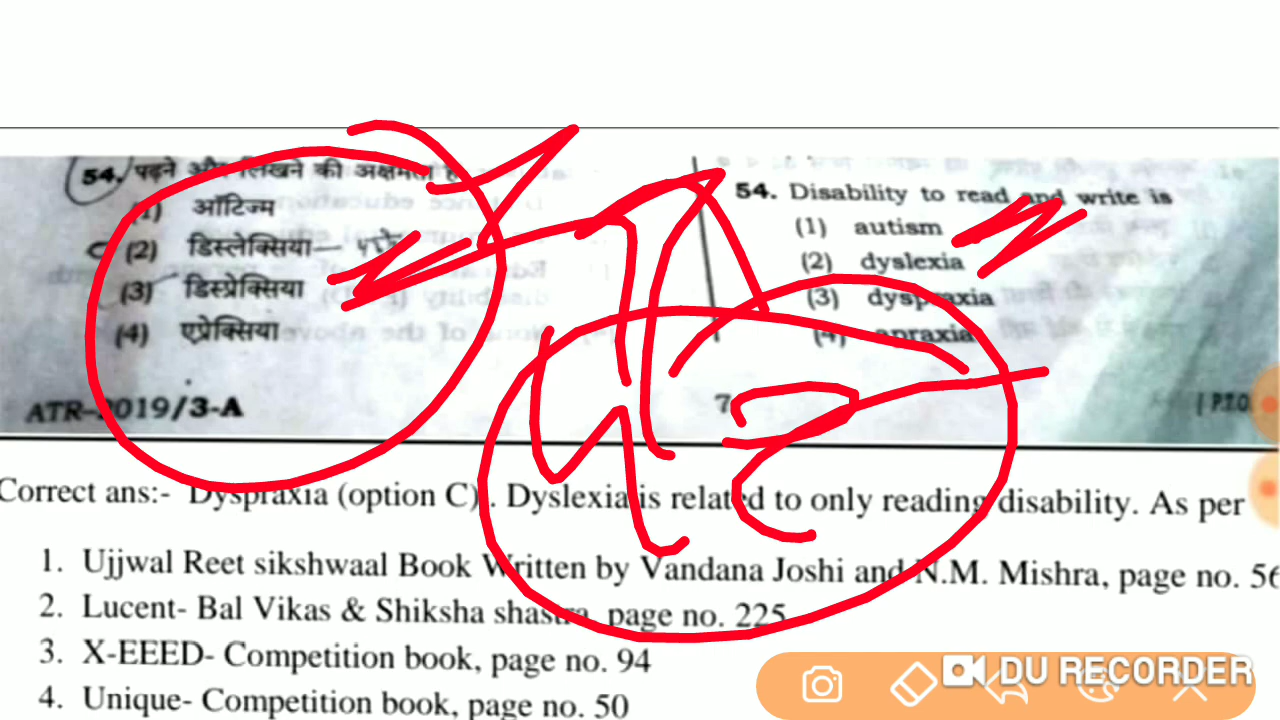 54. पढ़ने और लिखने की अक्षमता है
(1) ऑटिज्म
(2) डिस्लेक्सिया
(3) डिस्प्रेक्सिया
(4) एप्रेक्सिया
ATR-2019/3-A
54. Disability to read and write is
(1) autism
(2) dyslexia
(3) dyspraxia
(4) apraxia
7
[ P.T.O.
Correct ans:- Dyspraxia (option C) . Dyslexia is related to only reading disability. As per
1. Ujjwal Reet sikshwaal Book Written by Vandana Joshi and N.M. Mishra, page no. 56
2. Lucent- Bal Vikas & Shiksha shastra, page no. 225
3. X-EEED- Competition book, page no. 94
4. Unique- Competition book, page no. 50
DU RECORDER